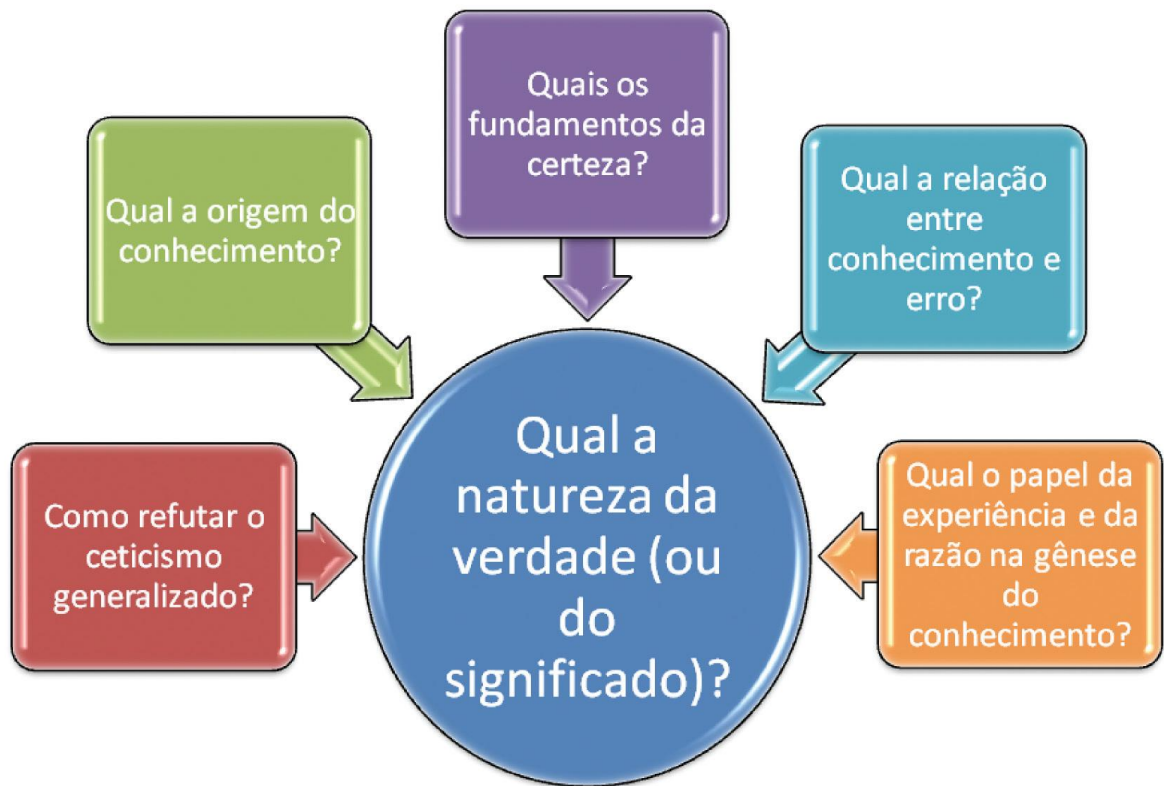 Quais os
fundamentos da
certeza?
Qual a origem do
conhecimento?
Qual a relação
entre
conhecimento e
erro?
Como refutar o
ceticismo
generalizado?
Qual a
natureza da
verdade (ou
do
significado)?
Qual o papel da
experiência e da
razão na gênese
do
conhecimento?